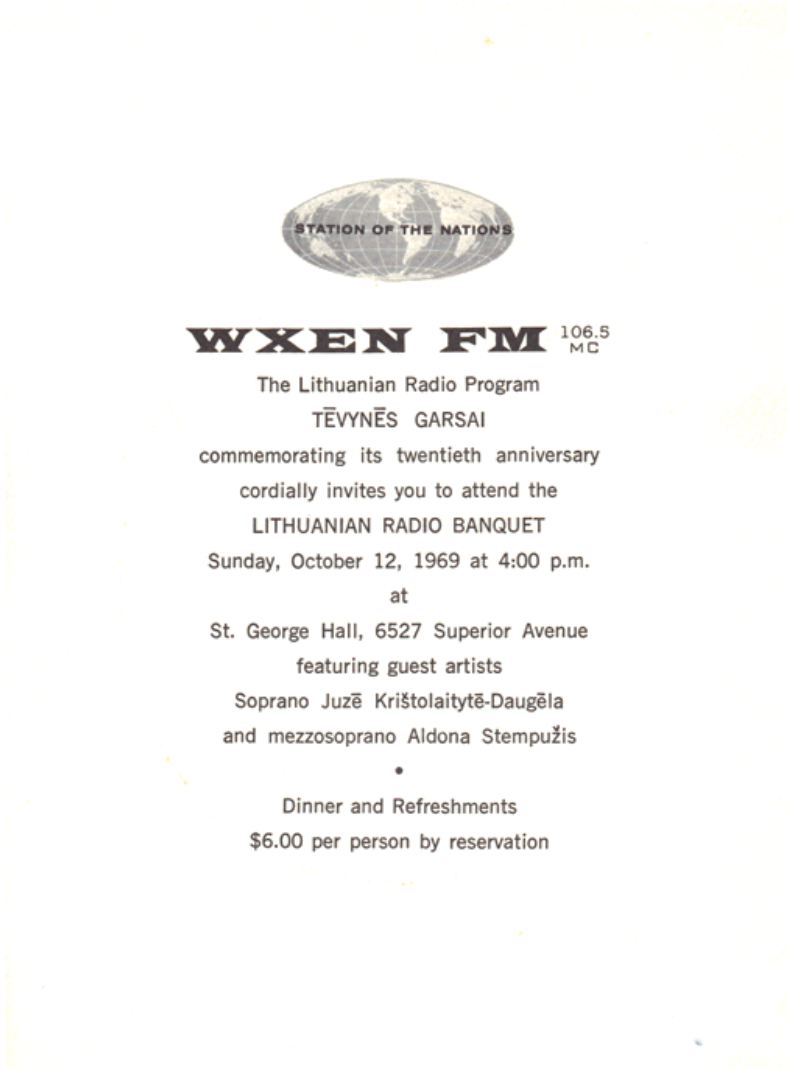 STATION OF THE NATIONS
WXEN FM 106.5 MC
The Lithuanian Radio Program
TĒVYNĒS GARSAI
commemorating its twentieth anniversary
cordially invites you to attend the
LITHUANIAN RADIO BANQUET
Sunday, October 12, 1969 at 4:00 p.m.
at
St. George Hall, 6527 Superior Avenue
featuring guest artists
Soprano Juzē Krištolaitytē-Daugēla
and mezzosoprano Aldona Stempužis
•
Dinner and Refreshments
$6.00 per person by reservation